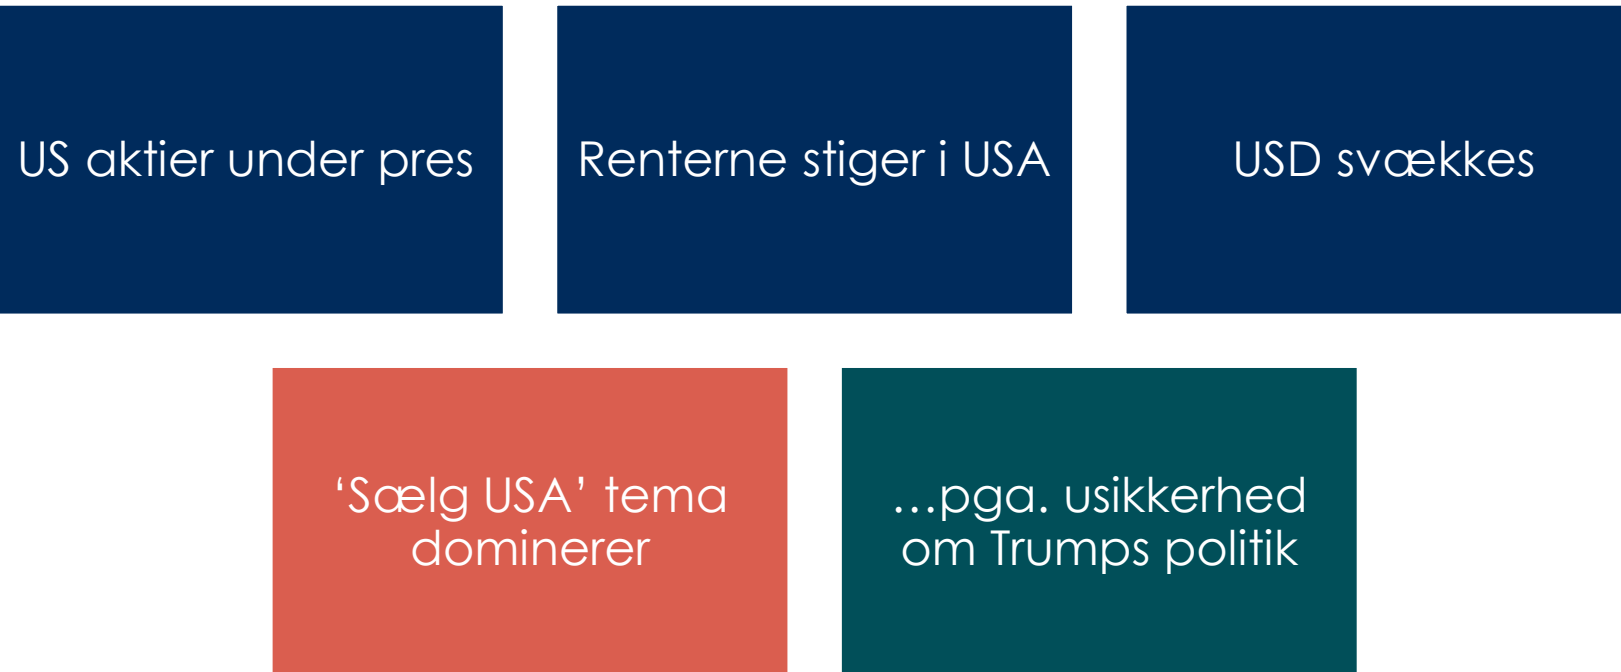 US aktier under pres
Renterne stiger i USA
USD svækkes
‘Sælg USA’ tema
dominerer
…pga. usikkerhed
om Trumps politik